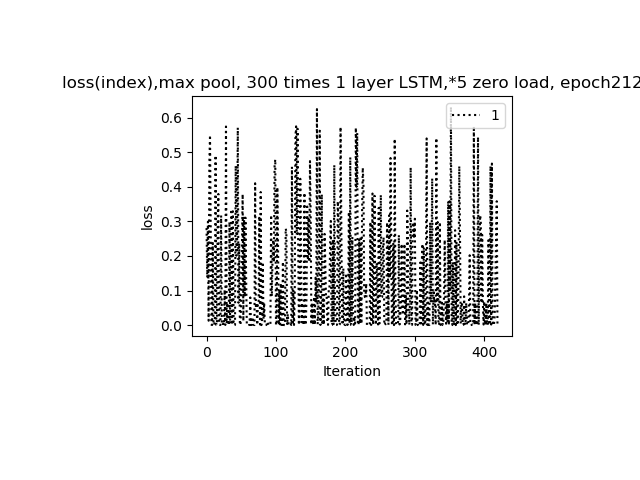 loss(index),max pool, 300 times 1 layer LSTM,*5 zero load, epoch212
1
loss
0.6
0.5
0.4
0.3
0.2
0.1
0.0
0 100 200 300 400
Iteration